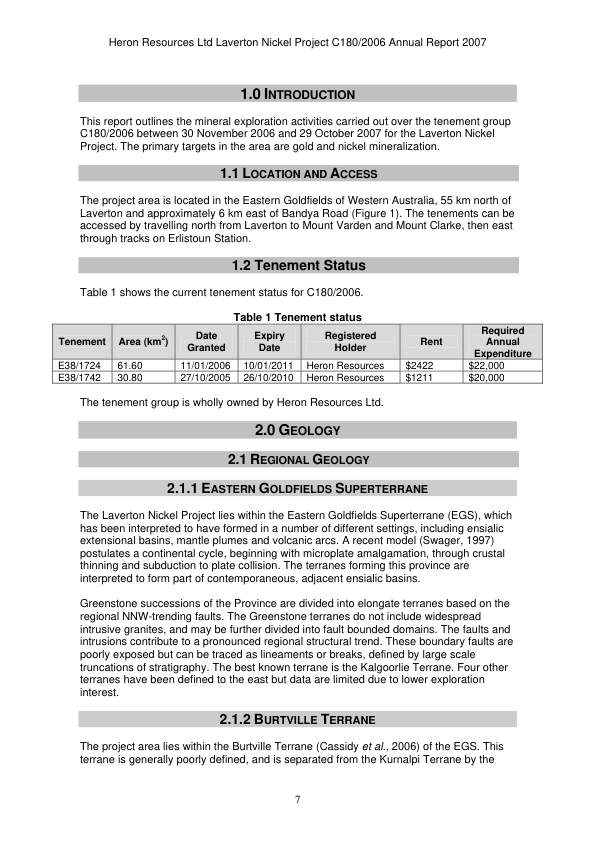 Heron Resources Ltd Laverton Nickel Project C180/2006 Annual Report 2007
1.0 INTRODUCTION
This report outlines the mineral exploration activities carried out over the tenement group
C180/2006 between 30 November 2006 and 29 October 2007 for the Laverton Nickel
Project. The primary targets in the area are gold and nickel mineralization.
1.1 LOCATION AND ACCESS
The project area is located in the Eastern Goldfields of Western Australia, 55 km north of
Laverton and approximately 6 km east of Bandya Road (Figure 1). The tenements can be
accessed by travelling north from Laverton to Mount Varden and Mount Clarke, then east
through tracks on Erlistoun Station.
1.2 Tenement Status
Table 1 shows the current tenement status for C180/2006.
Table 1 Tenement status
Tenement Area (km²) Date Granted Expiry Date Registered Holder Rent Required Annual Expenditure
E38/1724 61.60 11/01/2006 10/01/2011 Heron Resources $2422 $22,000
E38/1742 30.80 27/10/2005 26/10/2010 Heron Resources $1211 $20,000
The tenement group is wholly owned by Heron Resources Ltd.
2.0 GEOLOGY
2.1 REGIONAL GEOLOGY
2.1.1 EASTERN GOLDFIELDS SUPERTERRANE
The Laverton Nickel Project lies within the Eastern Goldfields Superterrane (EGS), which
has been interpreted to have formed in a number of different settings, including ensialic
extensional basins, mantle plumes and volcanic arcs. A recent model (Swager, 1997)
postulates a continental cycle, beginning with microplate amalgamation, through crustal
thinning and subduction to plate collision. The terranes forming this province are
interpreted to form part of contemporaneous, adjacent ensialic basins.
Greenstone successions of the Province are divided into elongate terranes based on the
regional NNW-trending faults. The Greenstone terranes do not include widespread
intrusive granites, and may be further divided into fault bounded domains. The faults and
intrusions contribute to a pronounced regional structural trend. These boundary faults are
poorly exposed but can be traced as lineaments or breaks, defined by large scale
truncations of stratigraphy. The best known terrane is the Kalgoorlie Terrane. Four other
terranes have been defined to the east but data are limited due to lower exploration
interest.
2.1.2 BURTVILLE TERRANE
The project area lies within the Burtville Terrane (Cassidy et al., 2006) of the EGS. This
terrane is generally poorly defined, and is separated from the Kurnalpi Terrane by the
7